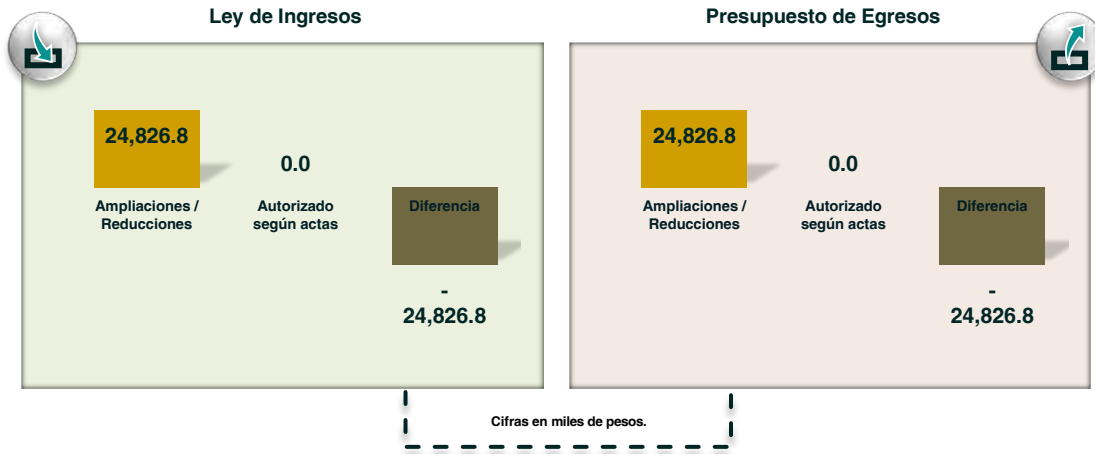 Ley de Ingresos
24,826.8
0.0
Ampliaciones /
Reducciones
Autorizado
según actas
Diferencia
-
24,826.8
Presupuesto de Egresos
24,826.8
0.0
Ampliaciones /
Reducciones
Autorizado
según actas
Diferencia
-
24,826.8
Cifras en miles de pesos.